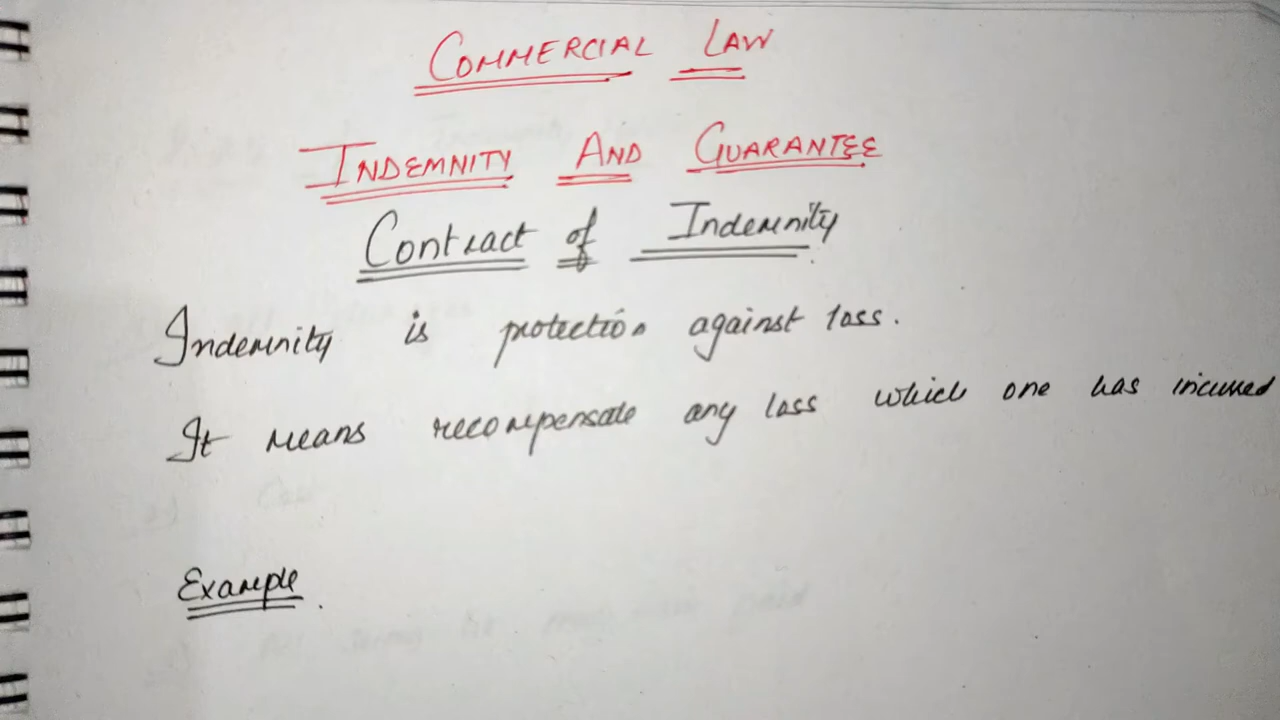 COMMERCIAL LAW
INDEMNITY AND GUARANTEE
Contract of Indemnity
Indemnity is protection against loss.
It means recompensate any loss which one has incurred
Example